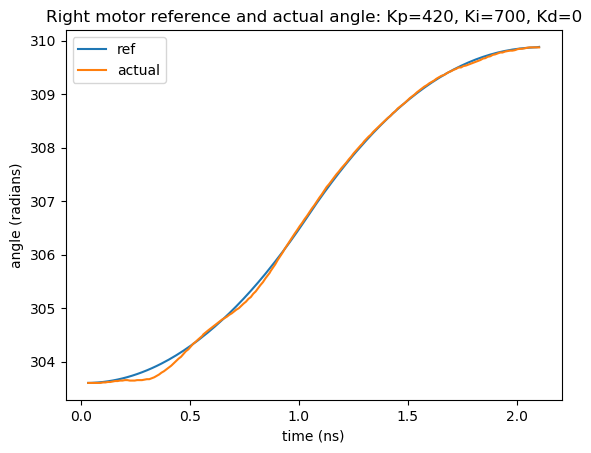 Right motor reference and actual angle: Kp=420, Ki=700, Kd=0
ref
actual
310
309
308
307
306
305
304
angle (radians)
0.0
0.5
1.0
1.5
2.0
time (ns)